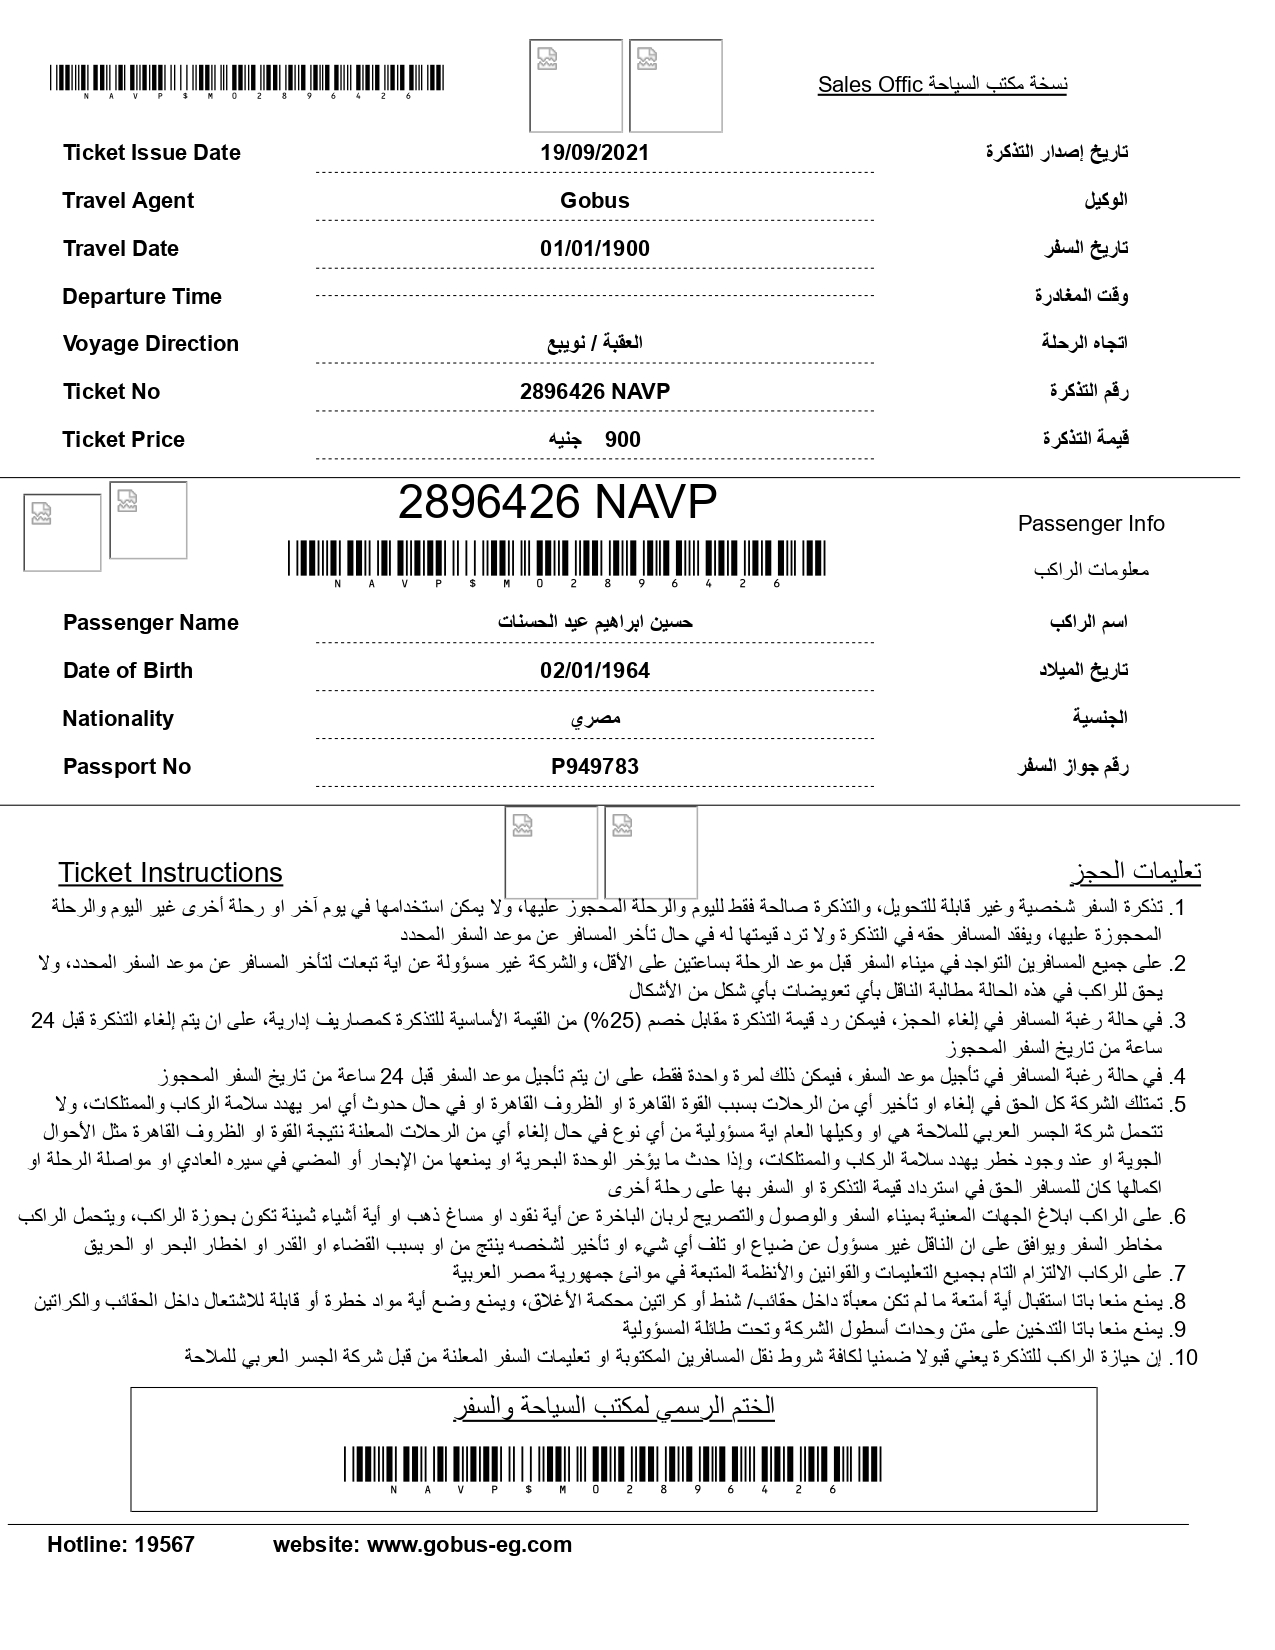 نسخة مكتب السياحة Sales Offic
NAVP$M02896426
Ticket Issue Date 19/09/2021 تاريخ إصدار التذكرة
Travel Agent Gobus الوكيل
Travel Date 01/01/1900 تاريخ السفر
Departure Time وقت المغادرة
Voyage Direction العقبة / نويبع اتجاه الرحلة
Ticket No 2896426 NAVP رقم التذكرة
Ticket Price 900 جنيه قيمة التذكرة
2896426 NAVP
Passenger Info
NAVP$M02896426
معلومات الراكب
Passenger Name حسين ابراهيم عيد الحسنات اسم الراكب
Date of Birth 02/01/1964 تاريخ الميلاد
Nationality مصري الجنسية
Passport No P949783 رقم جواز السفر
Ticket Instructions تعليمات الحجز
1. تذكرة السفر شخصية وغير قابلة للتحويل، والتذكرة صالحة فقط لليوم والرحلة المحجوز عليها، ولا يمكن استخدامها في يوم آخر او رحلة أخرى غير اليوم والرحلة
المحجوزة عليها، ويفقد المسافر حقه في التذكرة ولا ترد قيمتها له في حال تأخر المسافر عن موعد السفر المحدد
2. على جميع المسافرين التواجد في ميناء السفر قبل موعد الرحلة بساعتين على الأقل، والشركة غير مسؤولة عن اية تبعات لتأخر المسافر عن موعد السفر المحدد، ولا
يحق للراكب في هذه الحالة مطالبة الناقل بأي تعويضات بأي شكل من الأشكال
3. في حالة رغبة المسافر في إلغاء الحجز، فيمكن رد قيمة التذكرة مقابل خصم (25%) من القيمة الأساسية للتذكرة كمصاريف إدارية، على ان يتم إلغاء التذكرة قبل 24
ساعة من تاريخ السفر المحجوز
4. في حالة رغبة المسافر في تأجيل موعد السفر، فيمكن ذلك لمرة واحدة فقط، على ان يتم تأجيل موعد السفر قبل 24 ساعة من تاريخ السفر المحجوز
5. تمتلك الشركة كل الحق في إلغاء او تأخير أي من الرحلات بسبب القوة القاهرة او الظروف القاهرة او في حال حدوث أي امر يهدد سلامة الركاب والممتلكات، ولا
تتحمل شركة الجسر العربي للملاحة هي او وكيلها العام اية مسؤولية من أي نوع في حال إلغاء أي من الرحلات المعلنة نتيجة القوة او الظروف القاهرة مثل الأحوال
الجوية او عند وجود خطر يهدد سلامة الركاب والممتلكات، وإذا حدث ما يؤخر الوحدة البحرية او يمنعها من الإبحار أو المضي في سيره العادي او مواصلة الرحلة او
اكمالها كان للمسافر الحق في استرداد قيمة التذكرة او السفر بها على رحلة أخرى
6. على الراكب ابلاغ الجهات المعنية بميناء السفر والوصول والتصريح لربان الباخرة عن أية نقود او مساغ ذهب او أية أشياء ثمينة تكون بحوزة الراكب، ويتحمل الراكب
مخاطر السفر ويوافق على ان الناقل غير مسؤول عن ضياع او تلف أي شيء او تأخير لشخصه ينتج من او بسبب القضاء او القدر او اخطار البحر او الحريق
7. على الركاب الالتزام التام بجميع التعليمات والقوانين والأنظمة المتبعة في موانئ جمهورية مصر العربية
8. يمنع منعا باتا استقبال أية أمتعة ما لم تكن معبأة داخل حقائب/ شنط أو كراتين محكمة الأغلاق، ويمنع وضع أية مواد خطرة أو قابلة للاشتعال داخل الحقائب والكراتين
9. يمنع منعا باتا التدخين على متن وحدات أسطول الشركة وتحت طائلة المسؤولية
10. إن حيازة الراكب للتذكرة يعني قبولا ضمنيا لكافة شروط نقل المسافرين المكتوبة او تعليمات السفر المعلنة من قبل شركة الجسر العربي للملاحة
الختم الرسمي لمكتب السياحة والسفر
NAVP$M02896426
Hotline: 19567 website: www.gobus-eg.com